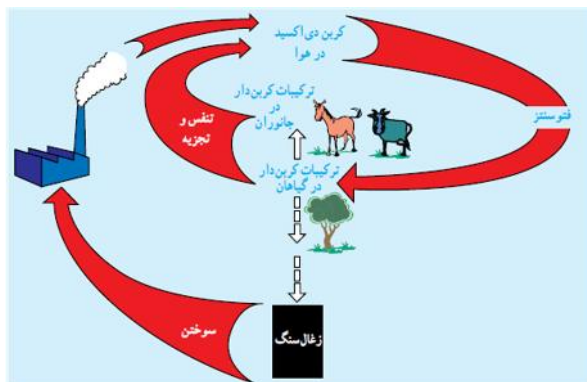 کربن دی‌اکسید
در هوا
ترکیبات کربن‌دار
در
جانوران
تنفس و
تجزیه
فتوسنتز
ترکیبات کربن‌دار
در گیاهان
سوختن
زغال‌سنگ